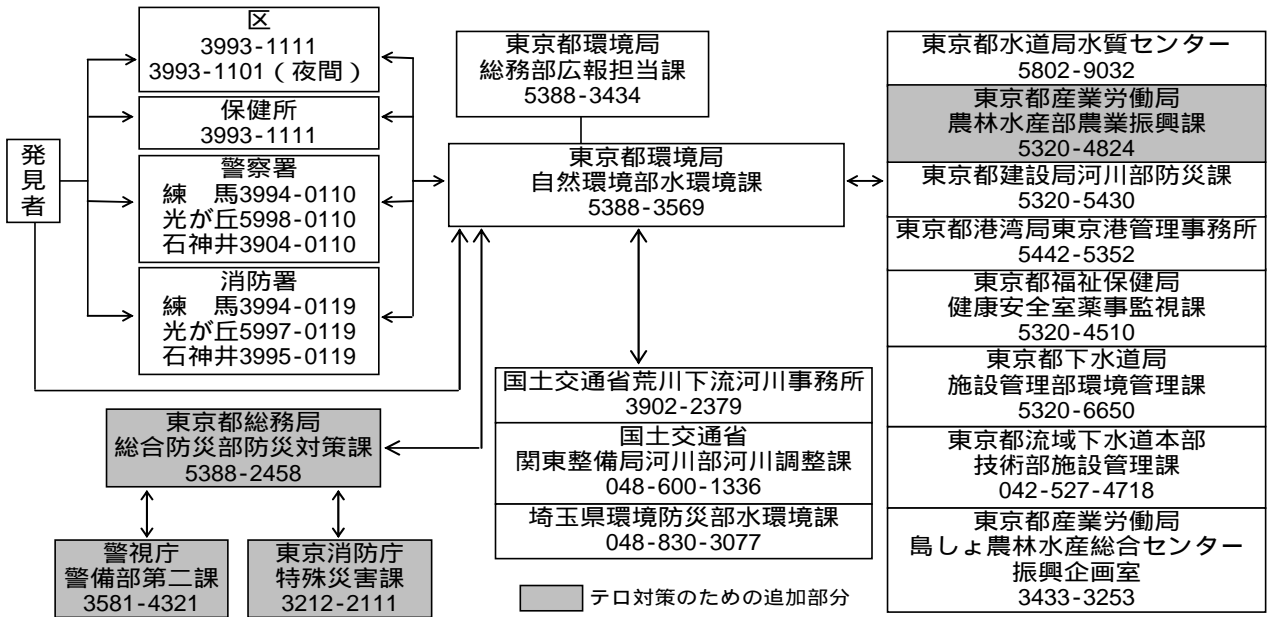 発見者
区
3993-1111
3993-1101（夜間）
保健所
3993-1111
警察署
練　馬3994-0110
光が丘5998-0110
石神井3904-0110
消防署
練　馬3994-0119
光が丘5997-0119
石神井3995-0119
東京都環境局
総務部広報担当課
5388-3434
東京都環境局
自然環境部水環境課
5388-3569
東京都水道局水質センター
5802-9032
東京都産業労働局
農林水産部農業振興課
5320-4824
東京都建設局河川部防災課
5320-5430
東京都港湾局東京港管理事務所
5442-5352
東京都福祉保健局
健康安全室薬事監視課
5320-4510
東京都下水道局
施設管理部環境管理課
5320-6650
東京都流域下水道本部
技術部施設管理課
042-527-4718
東京都産業労働局
島しょ農林水産総合センター
振興企画室
3433-3253
国土交通省荒川下流河川事務所
3902-2379
国土交通省
関東整備局河川部河川調整課
048-600-1336
埼玉県環境防災部水環境課
048-830-3077
東京都総務局
総合防災部防災対策課
5388-2458
警視庁
警備部第二課
3581-4321
東京消防庁
特殊災害課
3212-2111
テロ対策のための追加部分